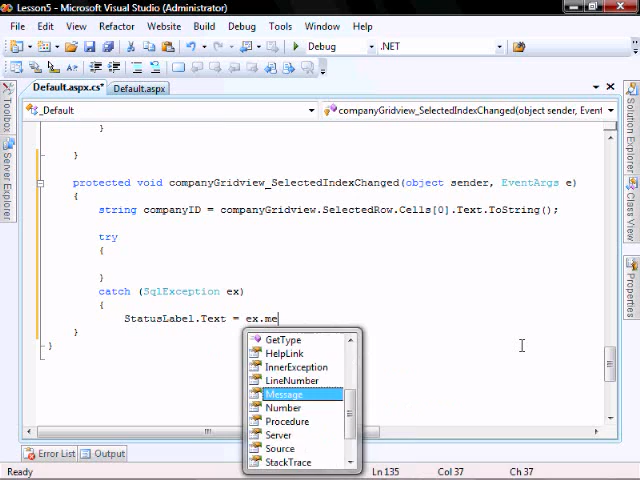 Lesson5 - Microsoft Visual Studio (Administrator)
File Edit View Refactor Website Build Debug Tools Window Help
Debug .NET
Default.aspx.cs* Default.aspx
_Default companyGridview_SelectedIndexChanged(object sender, Event
Toolbox
Server Explorer
Solution Explorer
Class View
}
}
protected void companyGridview_SelectedIndexChanged(object sender, EventArgs e)
{
string companyID = companyGridview.SelectedRow.Cells[0].Text.ToString();
try
{
}
catch (SqlException ex)
{
StatusLabel.Text = ex.me
}
}
GetType
HelpLink
InnerException
LineNumber
Message
Number
Procedure
Server
Source
StackTrace
Error List Output
Ready Ln 135 Col 37 Ch 37